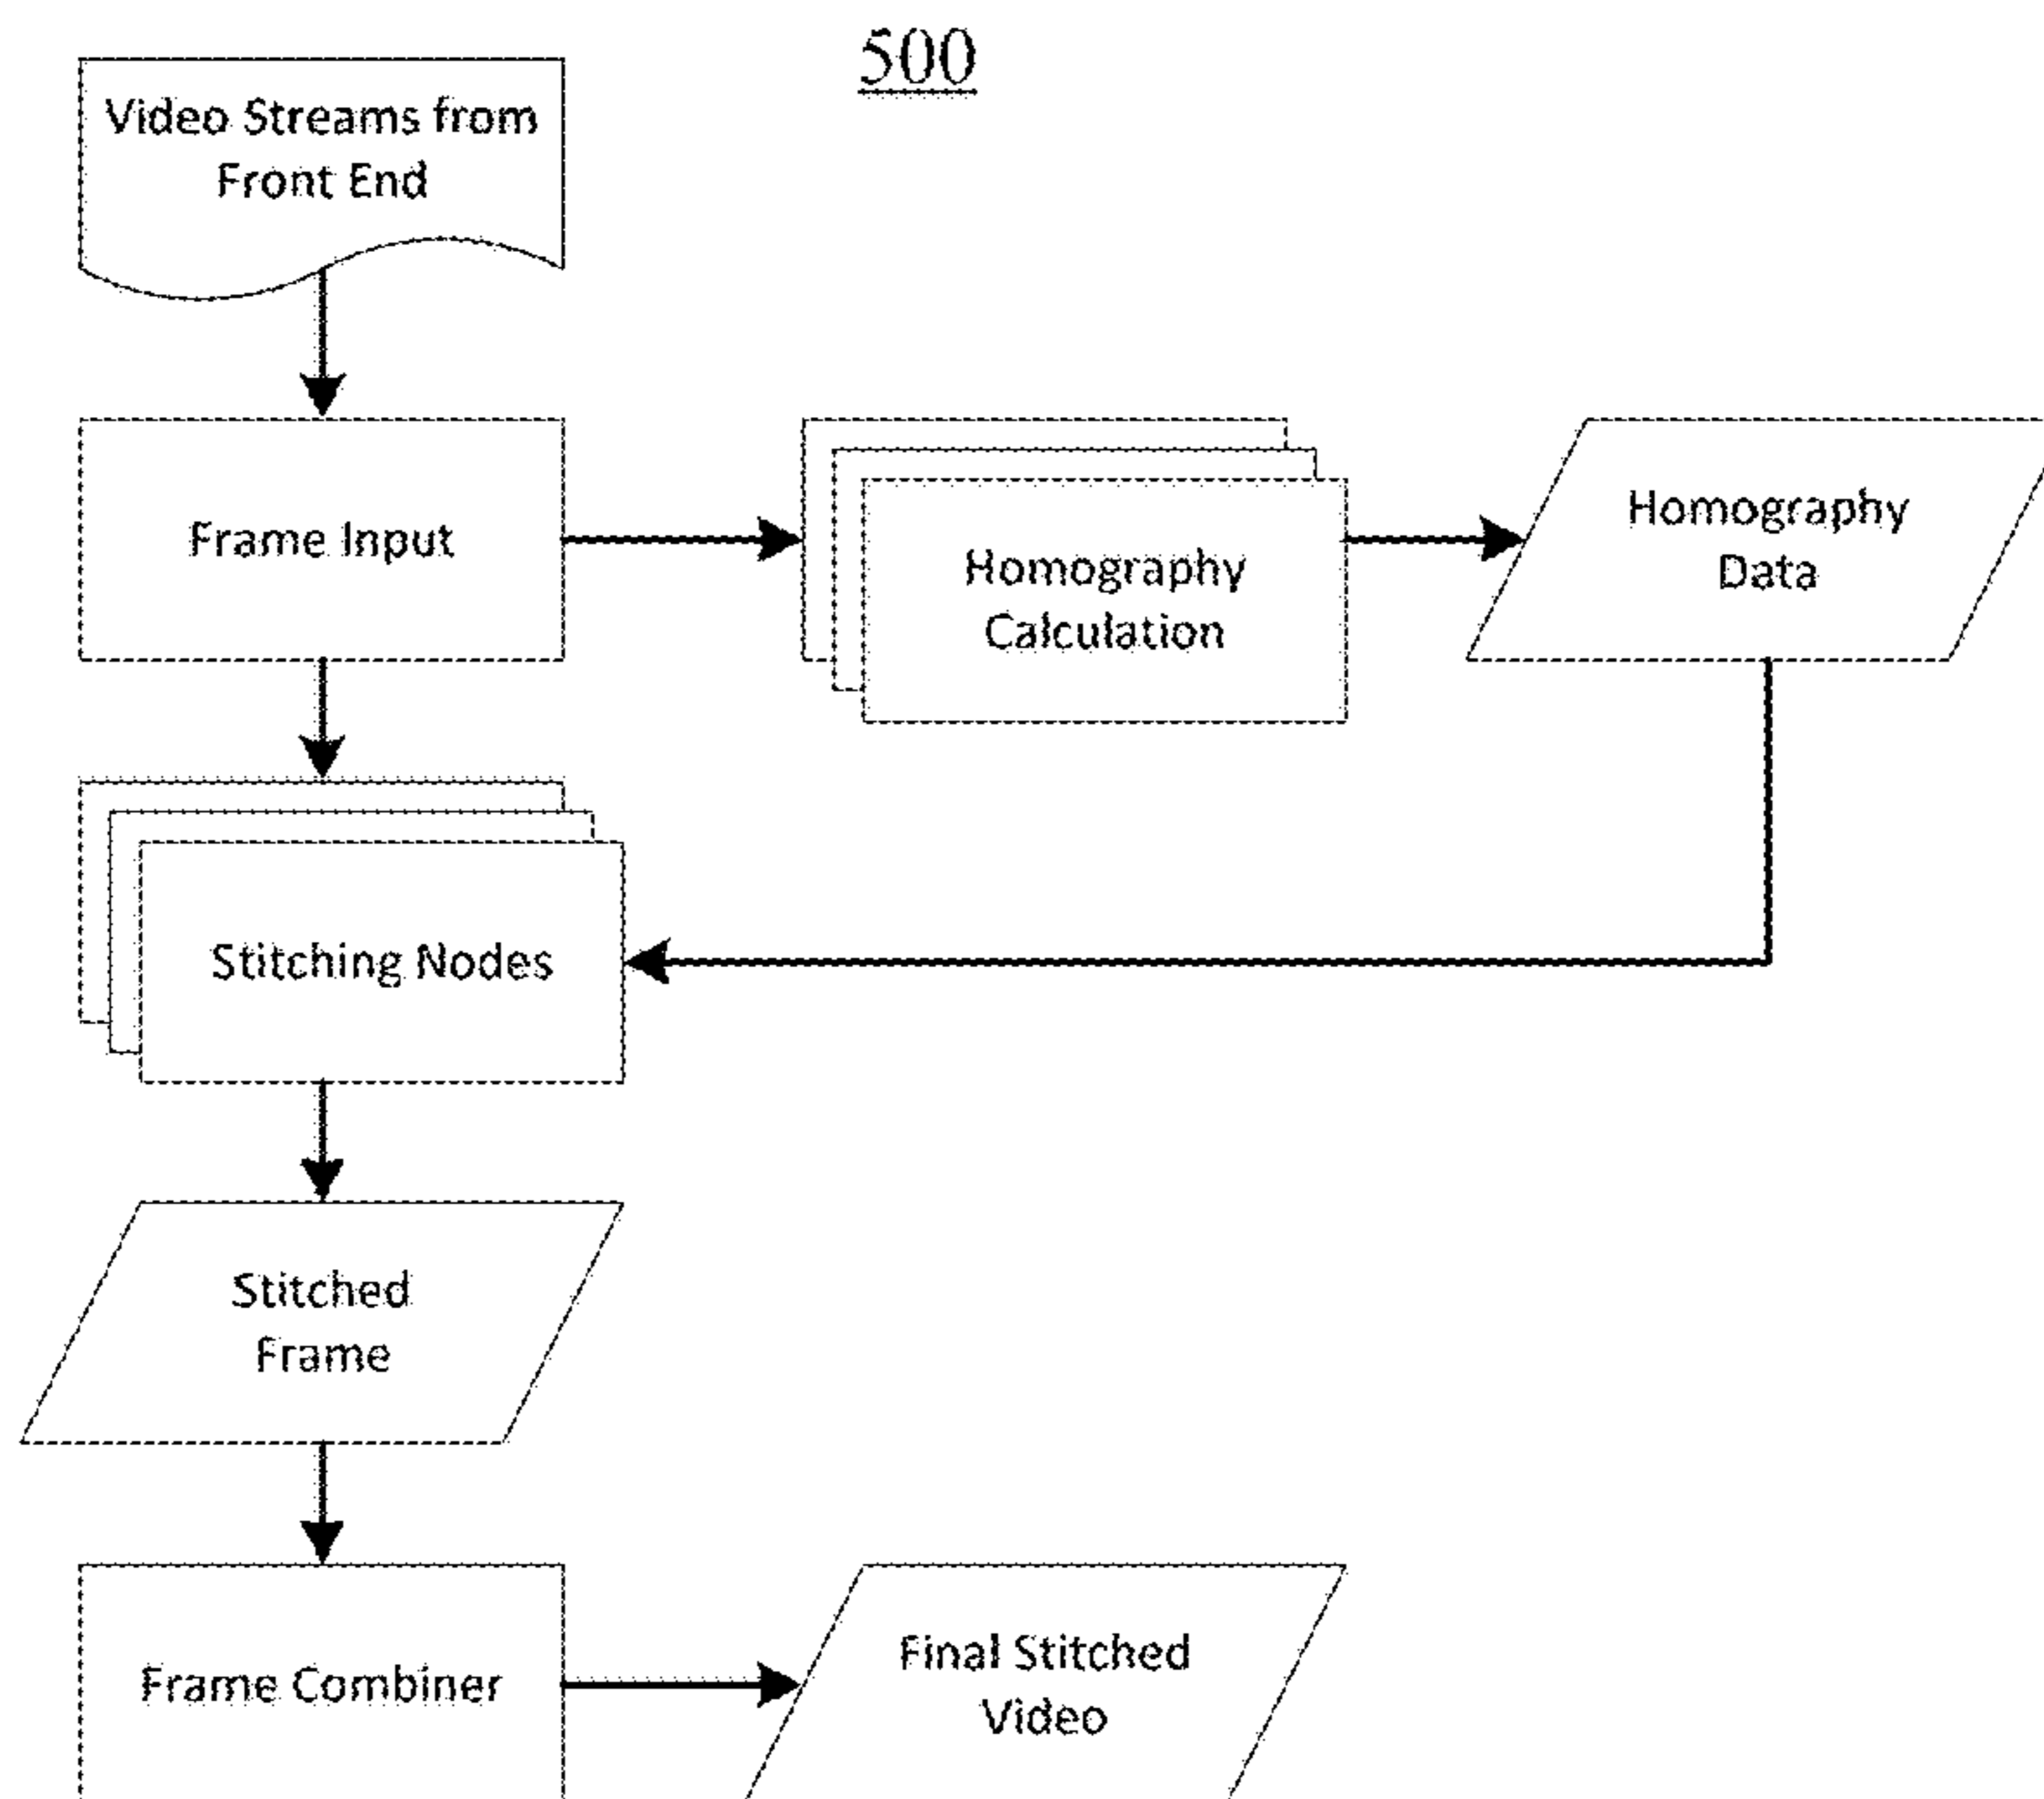 500
Video Streams from
Front End
Frame Input
Homography
Calculation
Homography
Data
Stitching Nodes
Stitched
Frame
Frame Combiner
Final Stitched
Video